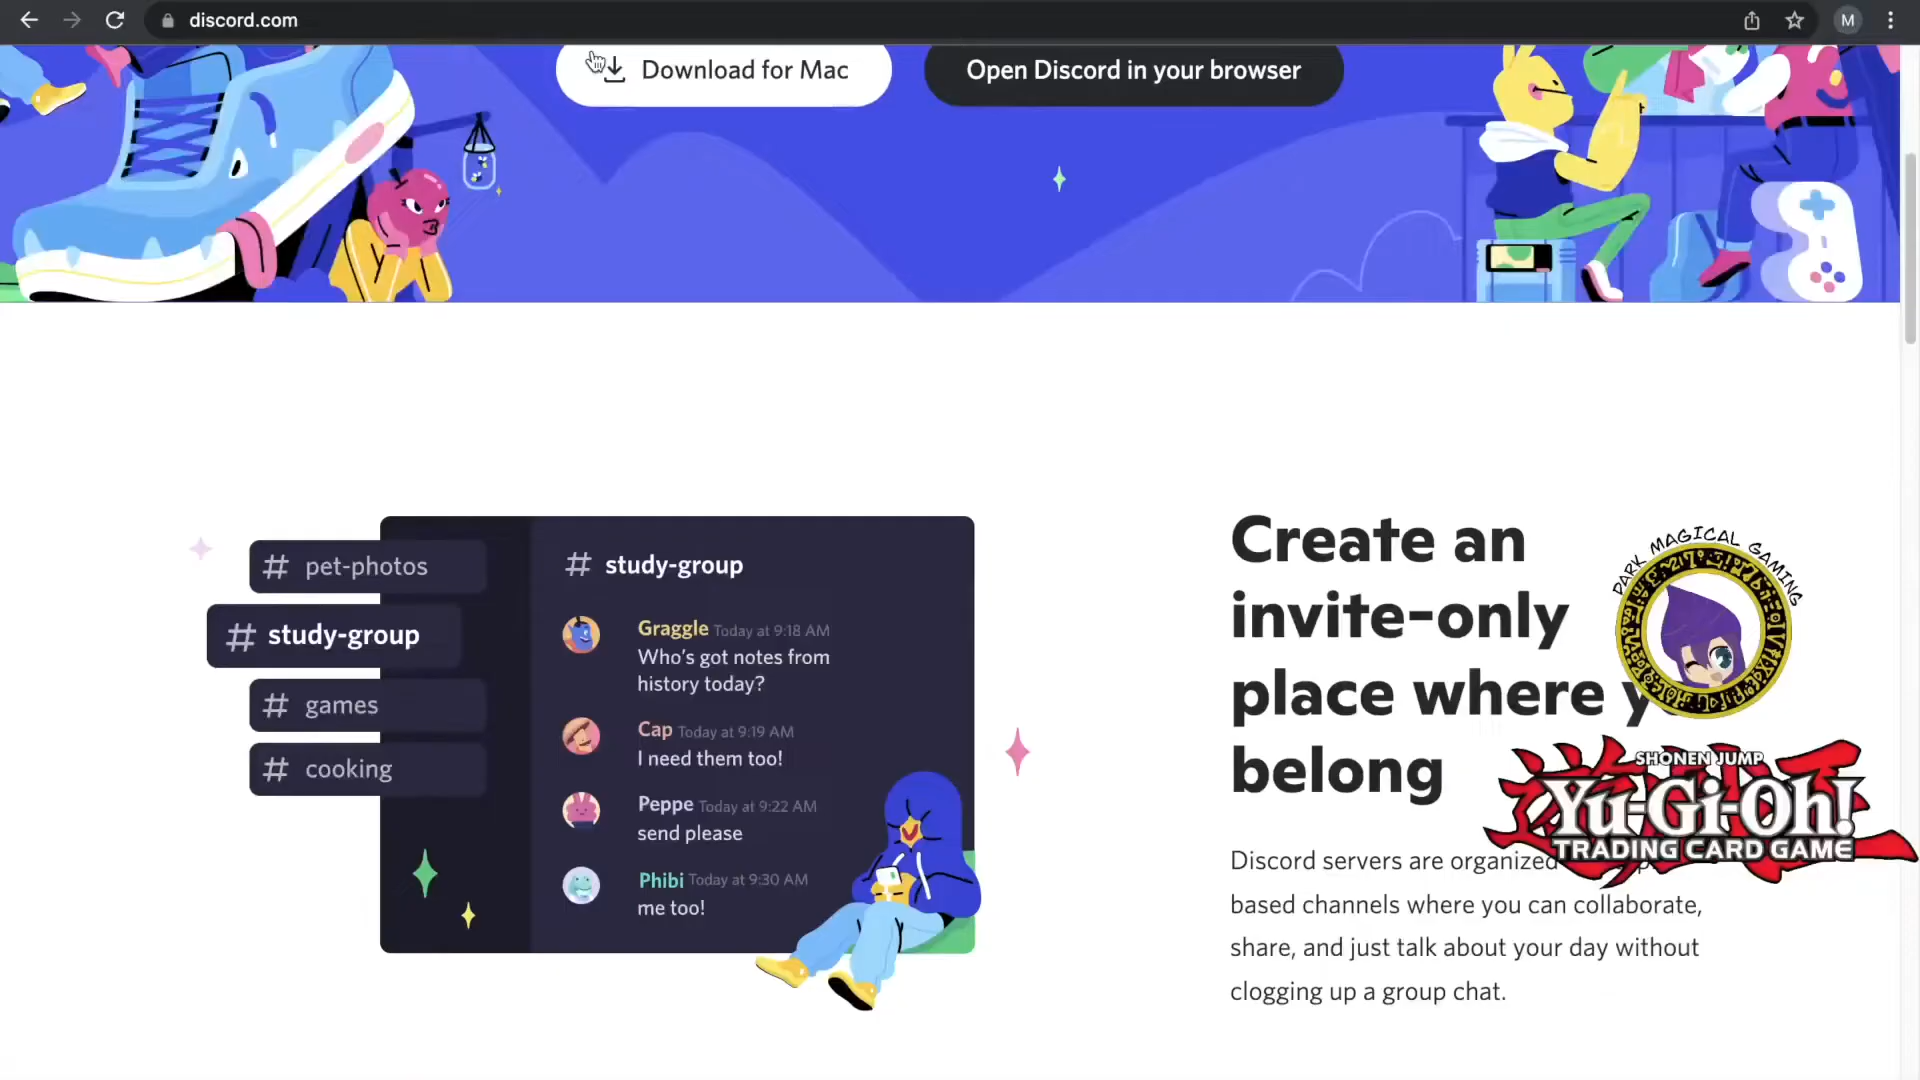 discord.com
M
Download for Mac
Open Discord in your browser
# pet-photos
# study-group
# games
# cooking
# study-group
Graggle Today at 9:18 AM
Who's got notes from
history today?
Cap Today at 9:19 AM
I need them too!
Peppe Today at 9:22 AM
send please
Phibi Today at 9:30 AM
me too!
Create an
invite-only
place where
belong
Discord servers are organized
based channels where you can collaborate,
share, and just talk about your day without
clogging up a group chat.
DARK MAGICAL GAMING
SHONEN JUMP
Yu-Gi-Oh!
TRADING CARD GAME